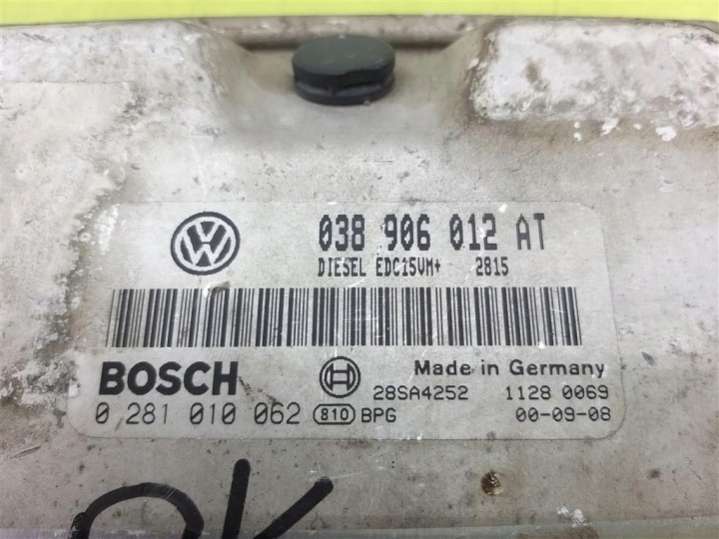 038 906 012 AT
DIESEL EDC15VM+ 2815
BOSCH
Made in Germany
28SA4252 1128 0069
0 281 010 062 810 BPG 00-09-08
OK